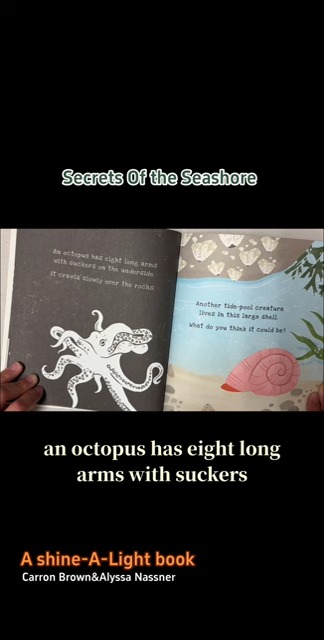 Secrets Of the Seashore
An octopus has eight long arms
with suckers on the underside.
It crawls slowly over the rocks.
Another tide-pool creature
lives in this large shell.
What do you think it could be?
an octopus has eight long
arms with suckers
A shine-A-Light book
Carron Brown&Alyssa Nassner